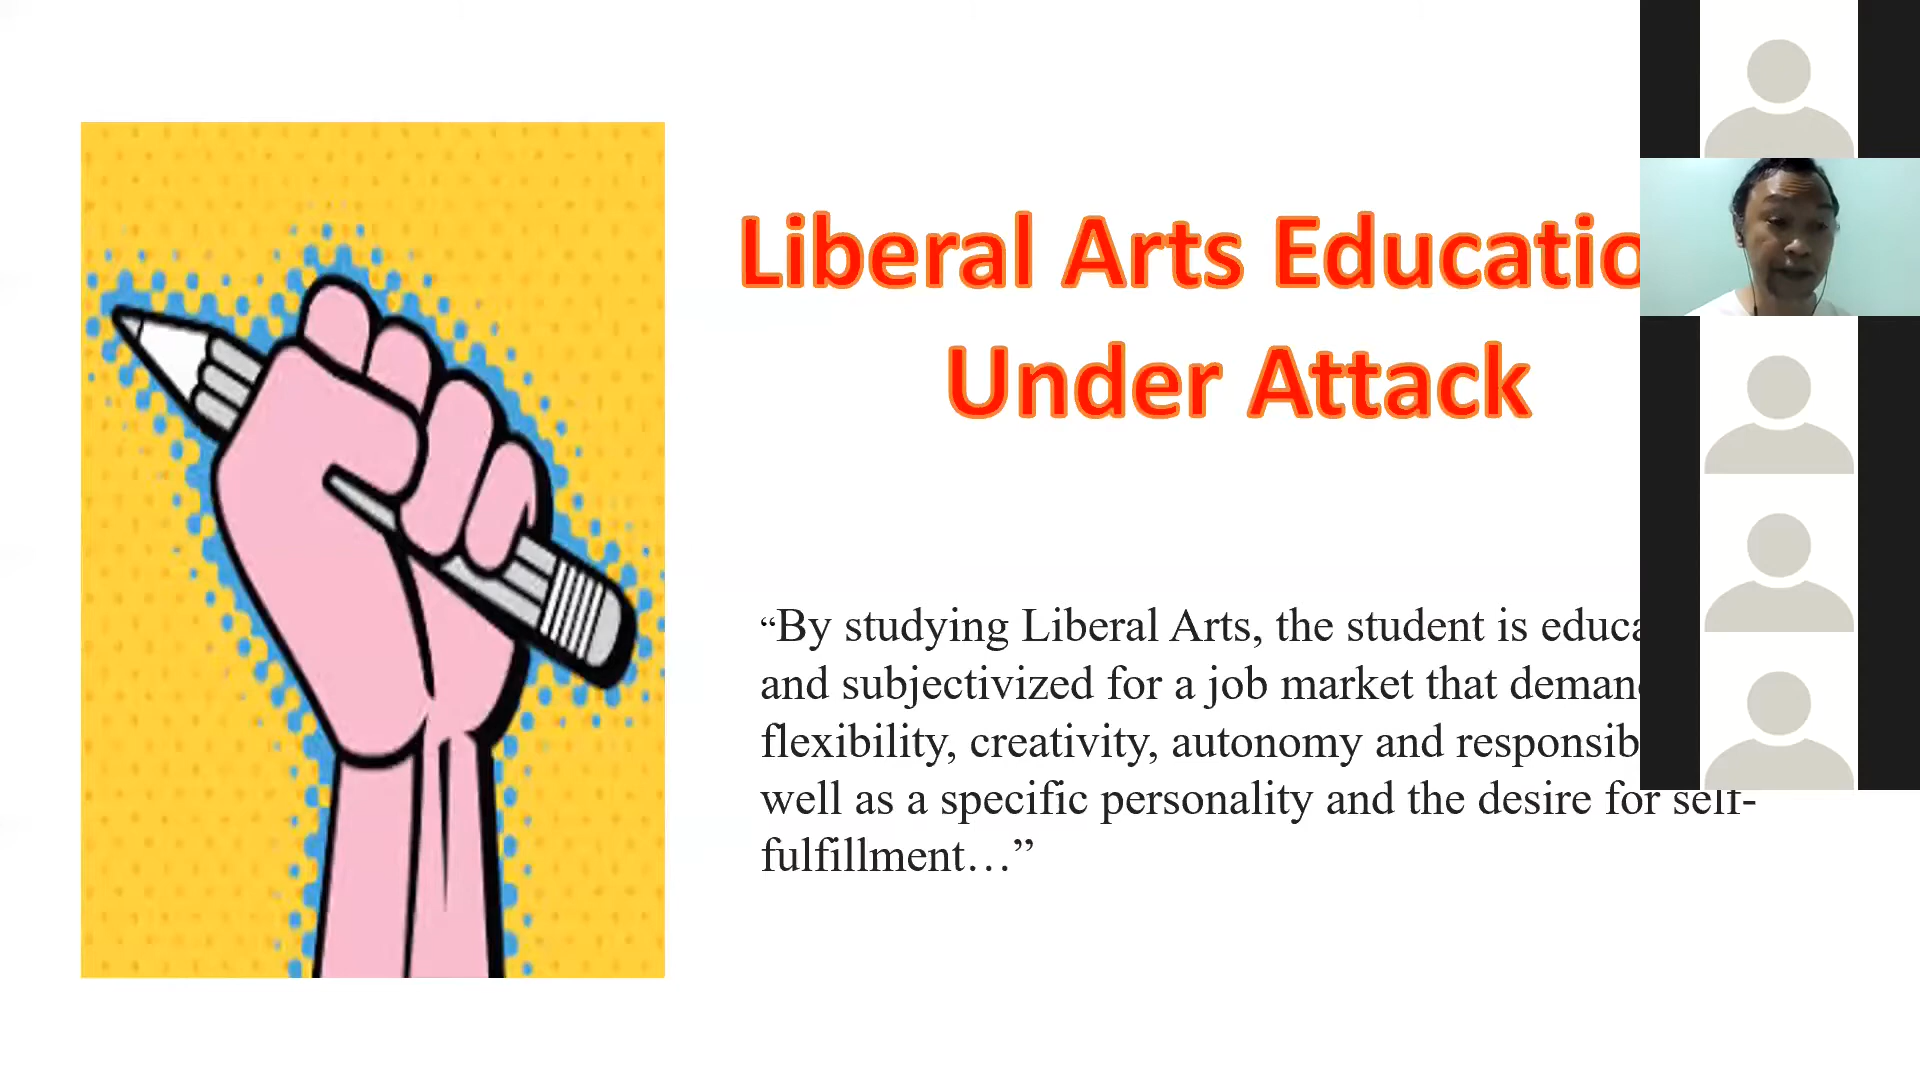 Liberal Arts Educatio
Under Attack
“By studying Liberal Arts, the student is educa
and subjectivized for a job market that deman
flexibility, creativity, autonomy and responsib
well as a specific personality and the desire for self-
fulfillment…”